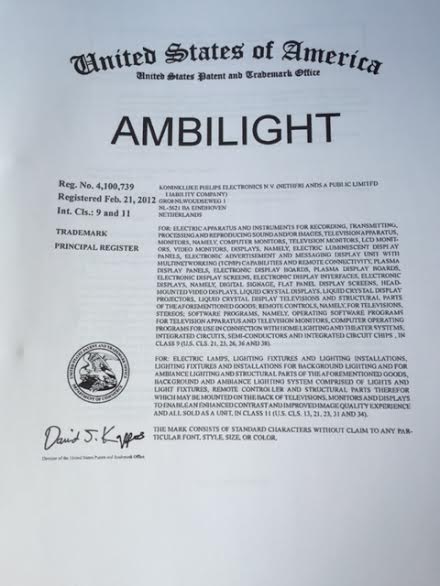 United States of America
United States Patent and Trademark Office
AMBILIGHT
Reg. No. 4,100,739
Registered Feb. 21, 2012
Int. Cls.: 9 and 11
TRADEMARK
PRINCIPAL REGISTER
KONINKLIJKE PHILIPS ELECTRONICS N.V. (NETHERLANDS A PUBLIC LIMITED
LIABILITY COMPANY)
GROENEWOUDSEWEG 1
NL-5621 BA EINDHOVEN
NETHERLANDS
FOR: ELECTRIC APPARATUS AND INSTRUMENTS FOR RECORDING, TRANSMITTING,
PROCESSING AND REPRODUCING SOUND AND/OR IMAGES, TELEVISION APPARATUS,
MONITORS, NAMELY, COMPUTER MONITORS, TELEVISION MONITORS, LCD MONIT-
ORS, VIDEO MONITORS, DISPLAYS, NAMELY, ELECTRIC LUMINESCENT DISPLAY
PANELS, ELECTRONIC ADVERTISEMENT AND MESSAGING DISPLAY UNIT WITH
MULTINETWORKING (TCP/IP) CAPABILITIES AND REMOTE CONNECTIVITY, PLASMA
DISPLAY PANELS, ELECTRONIC DISPLAY BOARDS, PLASMA DISPLAY BOARDS,
ELECTRONIC DISPLAY SCREENS, ELECTRONIC DISPLAY INTERFACES, ELECTRONIC
DISPLAYS, NAMELY, DIGITAL SIGNAGE, FLAT PANEL DISPLAY SCREENS, HEAD-
MOUNTED VIDEO DISPLAYS, LIQUID CRYSTAL DISPLAYS, LIQUID CRYSTAL DISPLAY
PROJECTORS, LIQUID CRYSTAL DISPLAY TELEVISIONS AND STRUCTURAL PARTS
OF THE AFOREMENTIONED GOODS; REMOTE CONTROLS, NAMELY, FOR TELEVISIONS,
STEREOS; SOFTWARE PROGRAMS, NAMELY, OPERATING SOFTWARE PROGRAMS
FOR TELEVISION APPARATUS AND TELEVISION MONITORS, COMPUTER OPERATING
PROGRAMS FOR USE IN CONNECTION WITH HOME LIGHTING AND THEATER SYSTEMS,
INTEGRATED CIRCUITS, SEMI-CONDUCTORS AND INTEGRATED CIRCUIT CHIPS , IN
CLASS 9 (U.S. CLS. 21, 23, 26, 36 AND 38).
FOR: ELECTRIC LAMPS, LIGHTING FIXTURES AND LIGHTING INSTALLATIONS,
LIGHTING FIXTURES AND INSTALLATIONS FOR BACKGROUND LIGHTING AND FOR
AMBIANCE LIGHTING AND STRUCTURAL PARTS OF THE AFOREMENTIONED GOODS,
BACKGROUND AND AMBIANCE LIGHTING SYSTEM COMPRISED OF LIGHTS AND
LIGHT FIXTURES, REMOTE CONTROLLER AND STRUCTURAL PARTS THEREFOR
WHICH MAY BE MOUNTED ON THE BACK OF TELEVISIONS, MONITORS AND DISPLAYS
TO ENABLE AN ENHANCED CONTRAST AND IMPROVED IMAGE QUALITY EXPERIENCE
AND ALL SOLD AS A UNIT, IN CLASS 11 (U.S. CLS. 13, 21, 23, 31 AND 34).
THE MARK CONSISTS OF STANDARD CHARACTERS WITHOUT CLAIM TO ANY PAR-
TICULAR FONT, STYLE, SIZE, OR COLOR.
David J. Kappos
Director of the United States Patent and Trademark Office